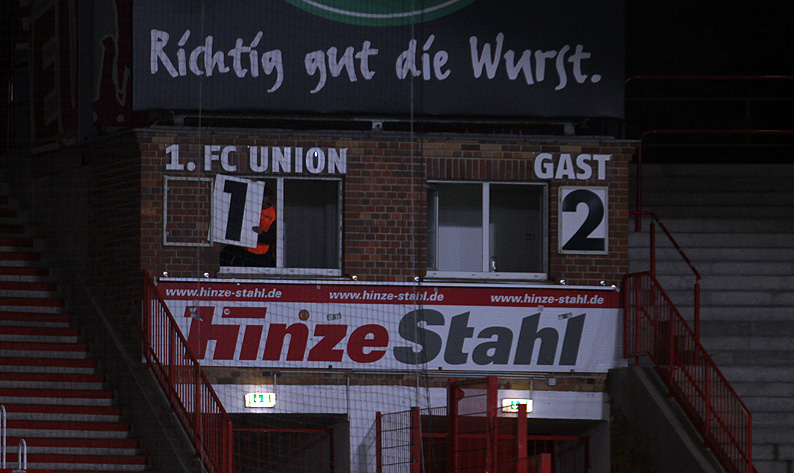 Richtig gut die Wurst.
1. FC UNION GAST
1 2
www.hinze-stahl.de www.hinze-stahl.de www.hinze-stahl.de
Hinze Stahl